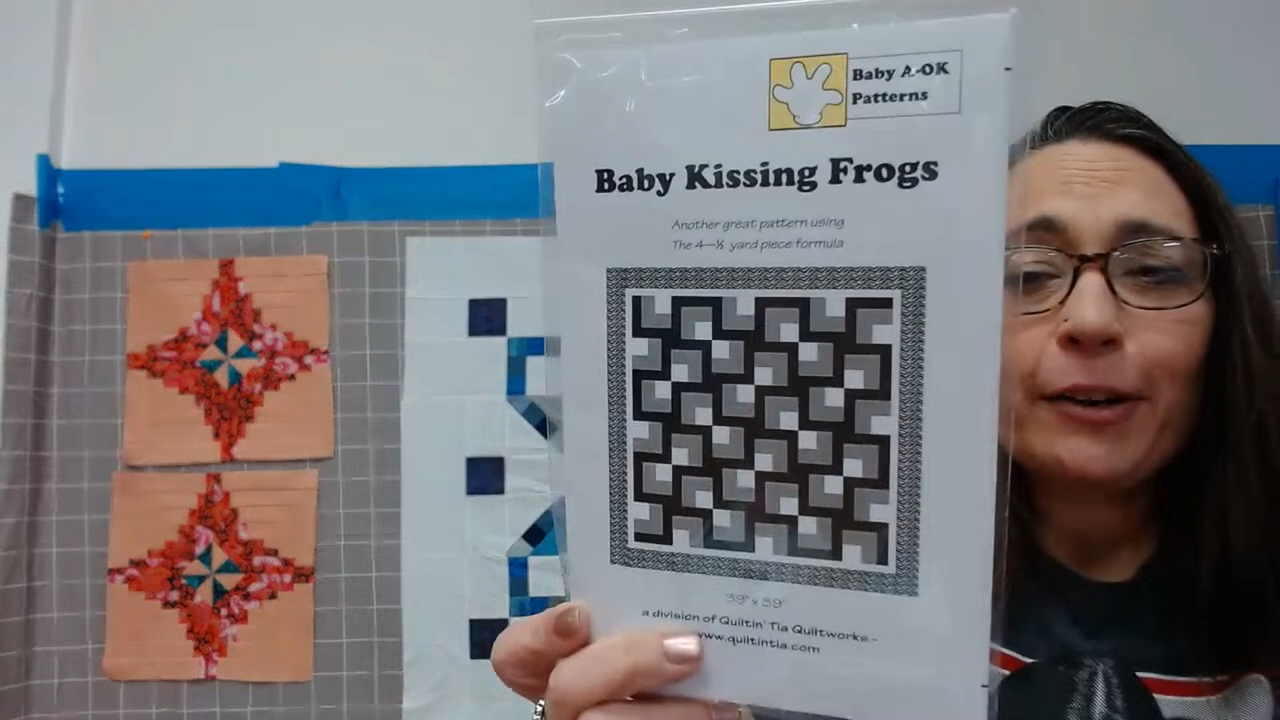 Baby A-OK
Patterns
Baby Kissing Frogs
Another great pattern using
The 4—½ yard piece formula
39" x 39"
a division of Quiltin' Tia Quiltworks -
www.quiltintia.com